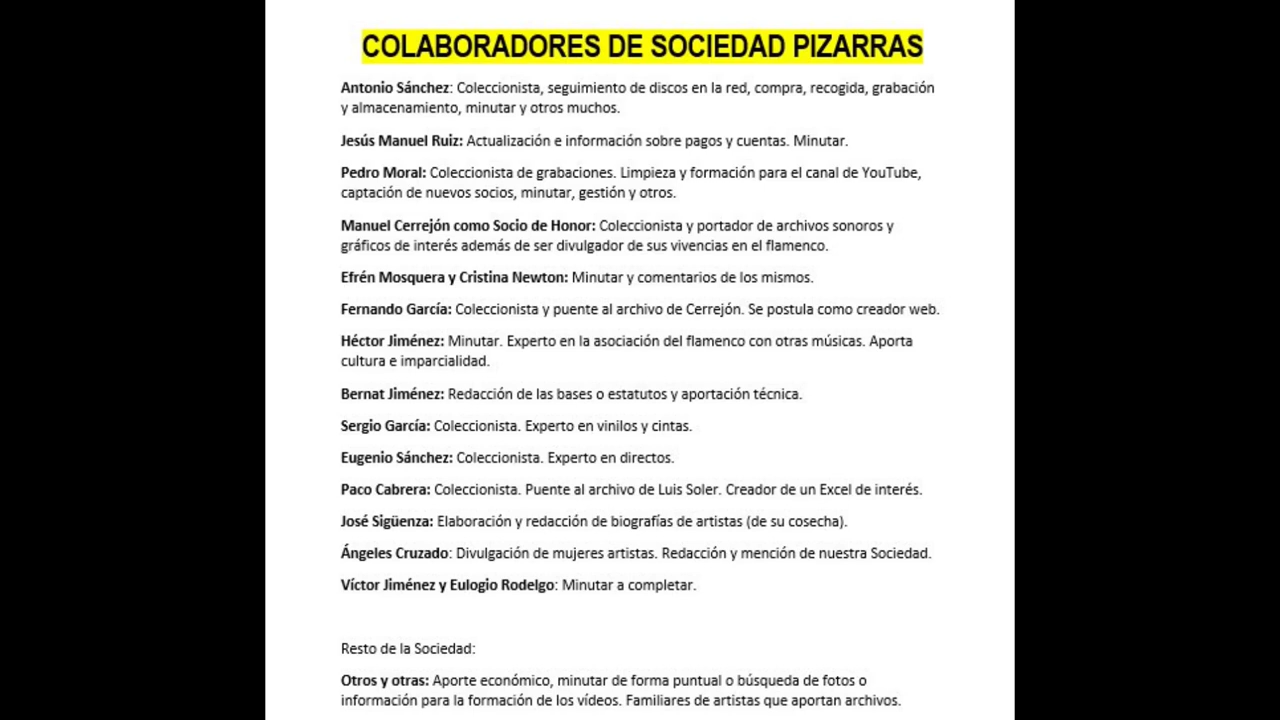 COLABORADORES DE SOCIEDAD PIZARRAS
Antonio Sánchez: Coleccionista, seguimiento de discos en la red, compra, recogida, grabación
y almacenamiento, minutar y otros muchos.
Jesús Manuel Ruiz: Actualización e información sobre pagos y cuentas. Minutar.
Pedro Moral: Coleccionista de grabaciones. Limpieza y formación para el canal de YouTube,
captación de nuevos socios, minutar, gestión y otros.
Manuel Cerrejón como Socio de Honor: Coleccionista y portador de archivos sonoros y
gráficos de interés además de ser divulgador de sus vivencias en el flamenco.
Efrén Mosquera y Cristina Newton: Minutar y comentarios de los mismos.
Fernando García: Coleccionista y puente al archivo de Cerrejón. Se postula como creador web.
Héctor Jiménez: Minutar. Experto en la asociación del flamenco con otras músicas. Aporta
cultura e imparcialidad.
Bernat Jiménez: Redacción de las bases o estatutos y aportación técnica.
Sergio García: Coleccionista. Experto en vinilos y cintas.
Eugenio Sánchez: Coleccionista. Experto en directos.
Paco Cabrera: Coleccionista. Puente al archivo de Luis Soler. Creador de un Excel de interés.
José Sigüenza: Elaboración y redacción de biografías de artistas (de su cosecha).
Ángeles Cruzado: Divulgación de mujeres artistas. Redacción y mención de nuestra Sociedad.
Víctor Jiménez y Eulogio Rodelgo: Minutar a completar.
Resto de la Sociedad:
Otros y otras: Aporte económico, minutar de forma puntual o búsqueda de fotos o
información para la formación de los vídeos. Familiares de artistas que aportan archivos.